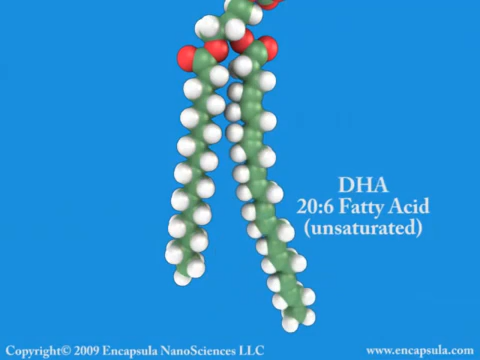 DHA
20:6 Fatty Acid
(unsaturated)
Copyright© 2009 Encapsula NanoSciences LLC
www.encapsula.com